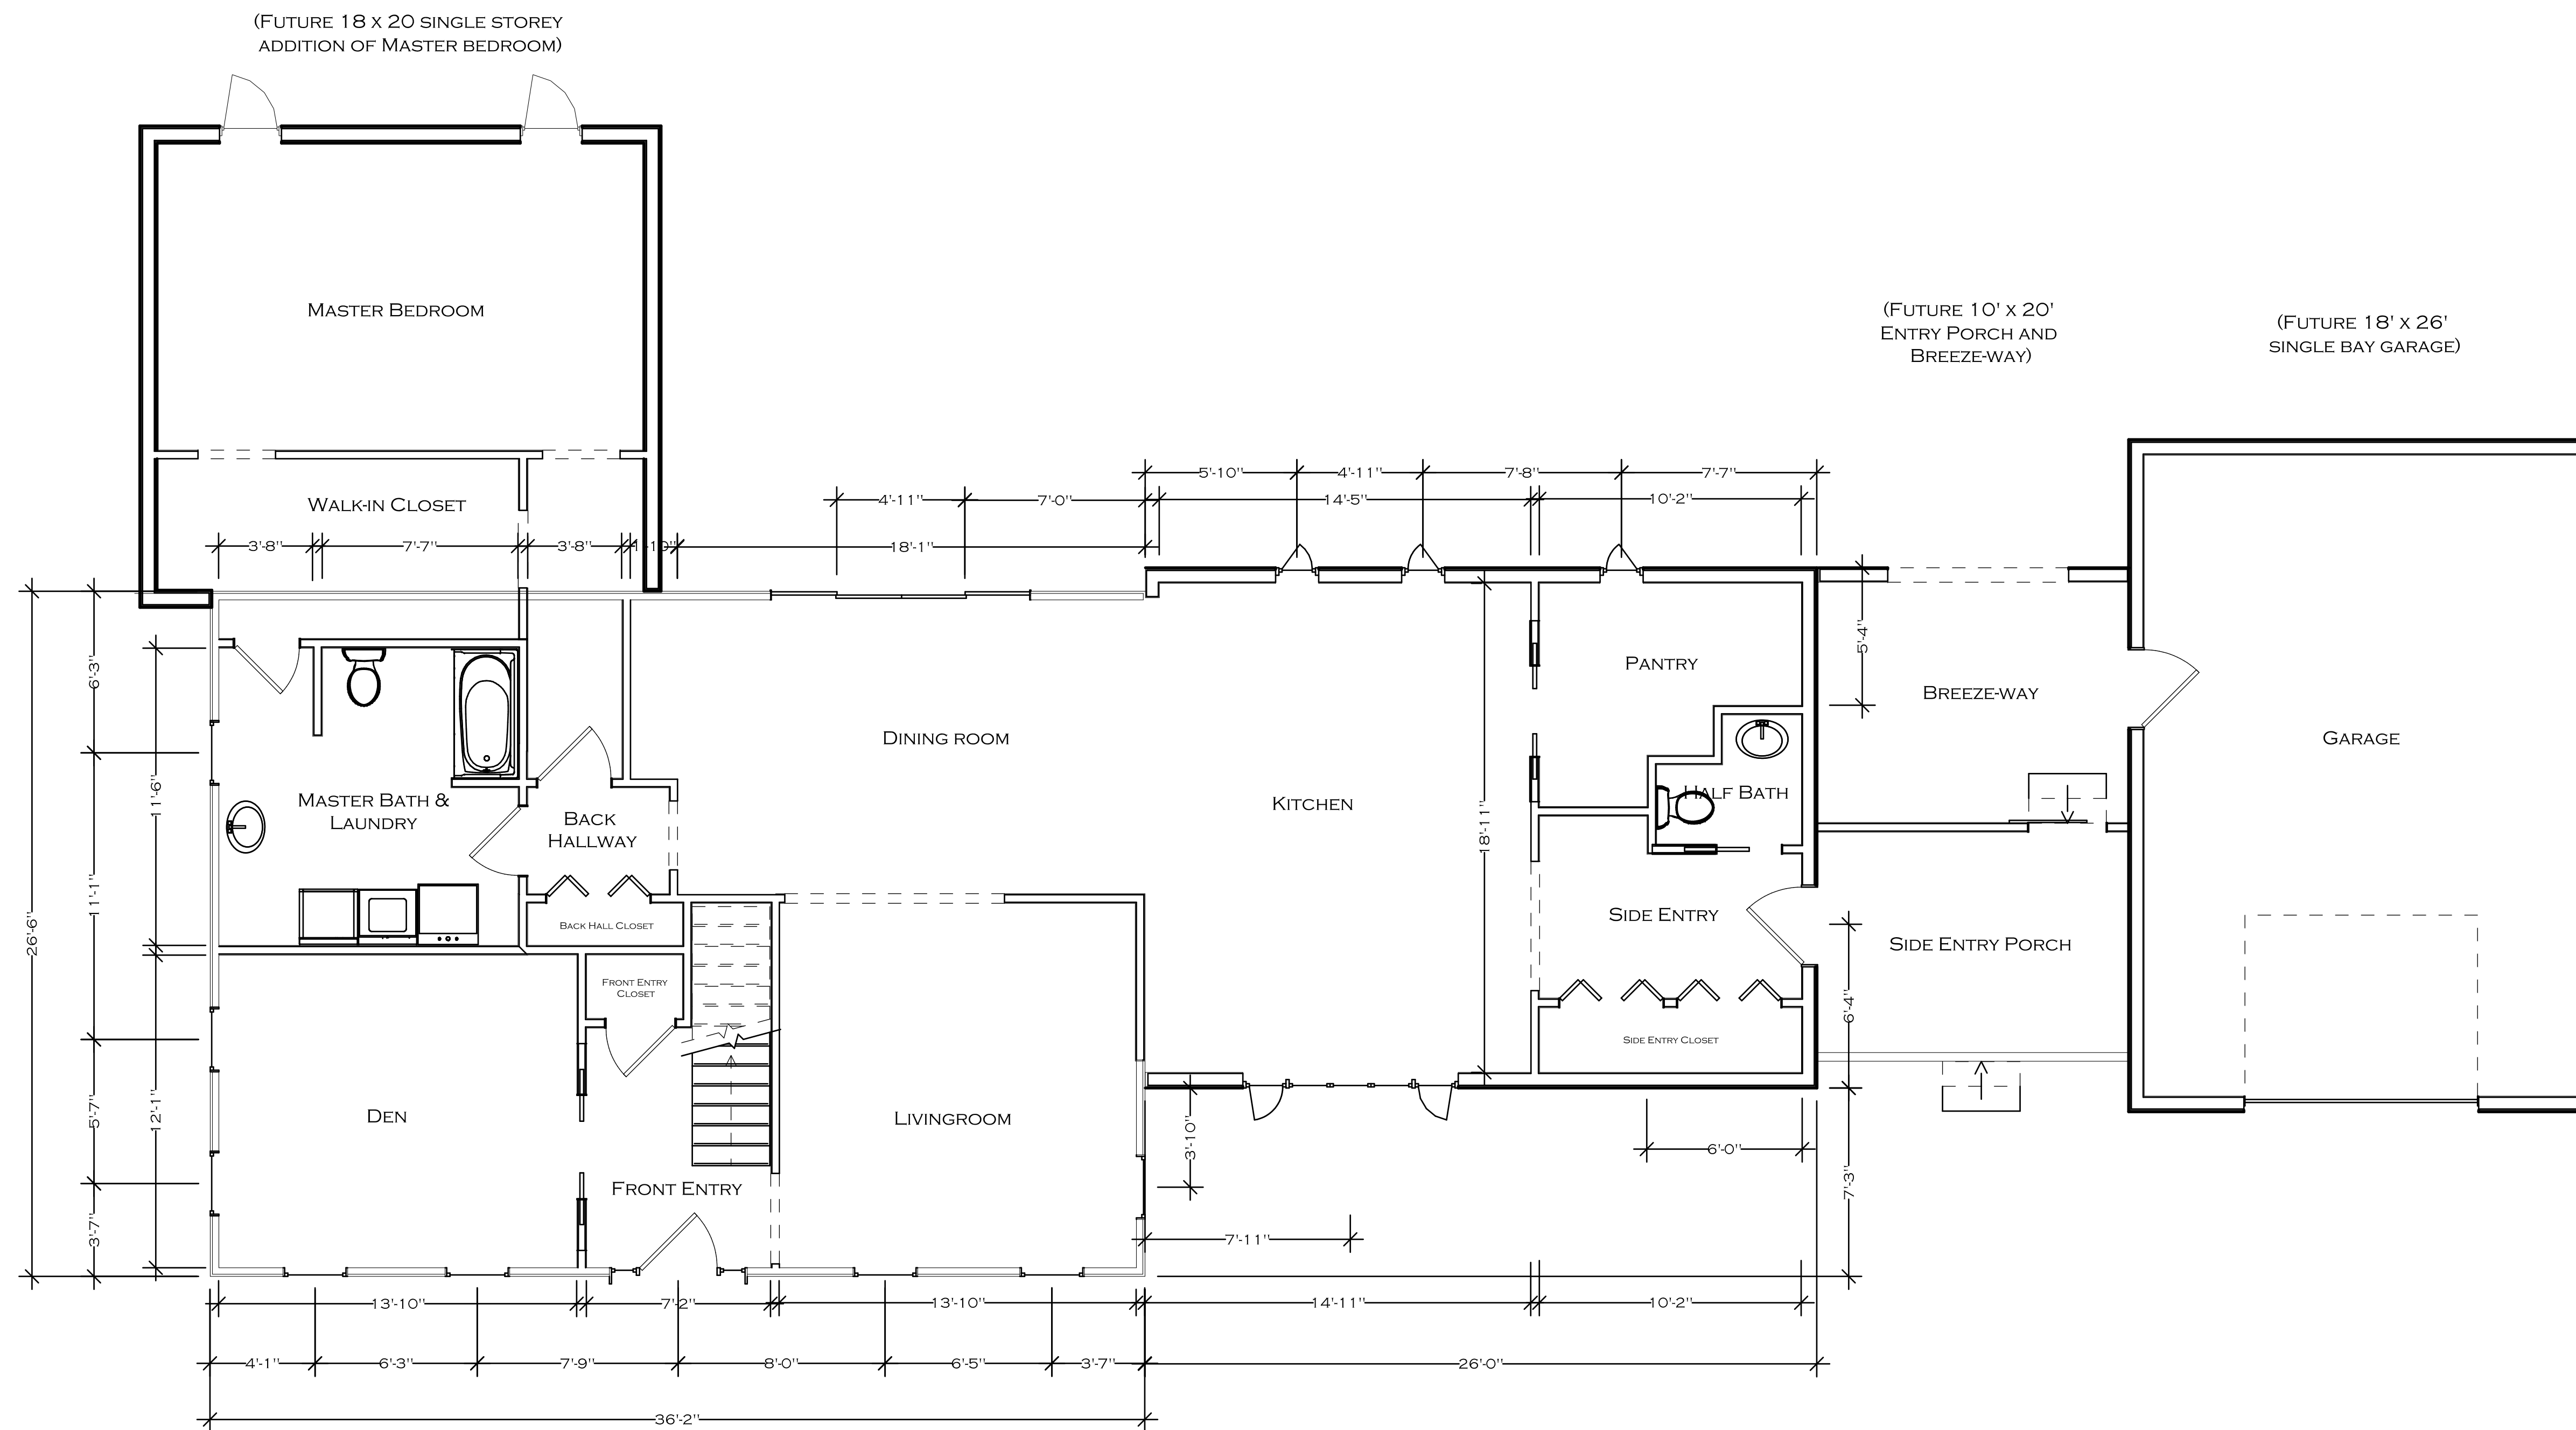 (Future 18 x 20 single storey
addition of Master bedroom)
Master Bedroom
(Future 10' x 20'
Entry Porch and
Breeze-way)
(Future 18' x 26'
single bay garage)
5'-10" 4'-11" 7'-8" 7'-7"
4'-11" 7'-0" 14'-5" 10'-2"
Walk-in Closet
3'-8" 7'-7" 3'-8" 1'-10" 18'-1"
6'-3"
5'-4"
Pantry
Breeze-way
Dining room
Garage
Kitchen
Half Bath
11'-6"
Master Bath &
Laundry
Back
Hallway
18'-11"
11'-1"
26'-6"
Back Hall Closet
Side Entry
Side Entry Porch
Front Entry
Closet
6'-4"
Side Entry Closet
5'-7"
12'-1"
Den
Livingroom
3'-10"
6'-0"
Front Entry
7'-3"
3'-7"
7'-11"
13'-10" 7'-2" 13'-10" 14'-11" 10'-2"
4'-1" 6'-3" 7'-9" 8'-0" 6'-5" 3'-7" 26'-0"
36'-2"